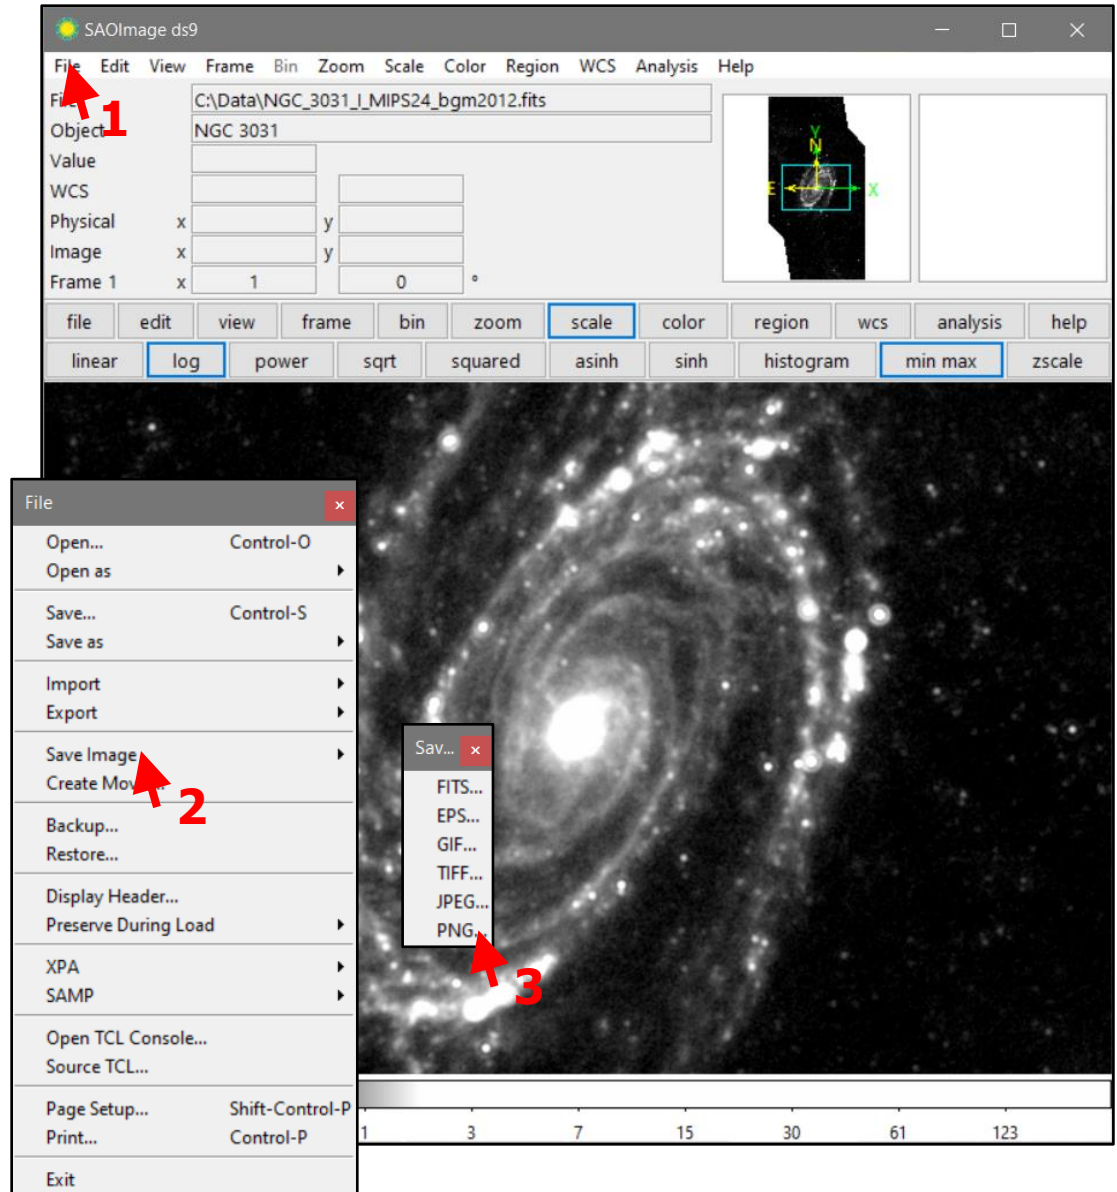 SAOImage ds9
File Edit View Frame Bin Zoom Scale Color Region WCS Analysis Help
C:\Data\NGC_3031_I_MIPS24_bgm2012.fits
1
Object NGC 3031
Value
WCS
Physical x y
Image x y
Frame 1 x 1 0 °
Y
N
E X
file edit view frame bin zoom scale color region wcs analysis help
linear log power sqrt squared asinh sinh histogram min max zscale
File
Open... Control-O
Open as
Save... Control-S
Save as
Import
Export
Save Image
Create Mov...
2
Backup...
Restore...
Display Header...
Preserve During Load
XPA
SAMP
Open TCL Console...
Source TCL...
Page Setup... Shift-Control-P
Print... Control-P
Exit
Sav...
FITS...
EPS...
GIF...
TIFF...
JPEG...
PNG...
3
1 3 7 15 30 61 123